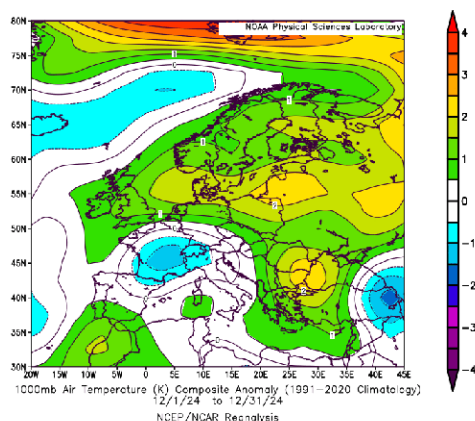 NOAA Physical Sciences Laboratory
80N
75N
70N
65N
60N
55N
50N
45N
40N
35N
30N
20W 15W 10W 5W 0 5E 10E 15E 20E 25E 30E 35E 40E 45E
4
3
2
1
0
-1
-2
-3
-4
1000mb Air Temperature (K) Composite Anomaly (1991-2020 Climatology)
12/1/24 to 12/31/24
NCEP/NCAR Reanalysis